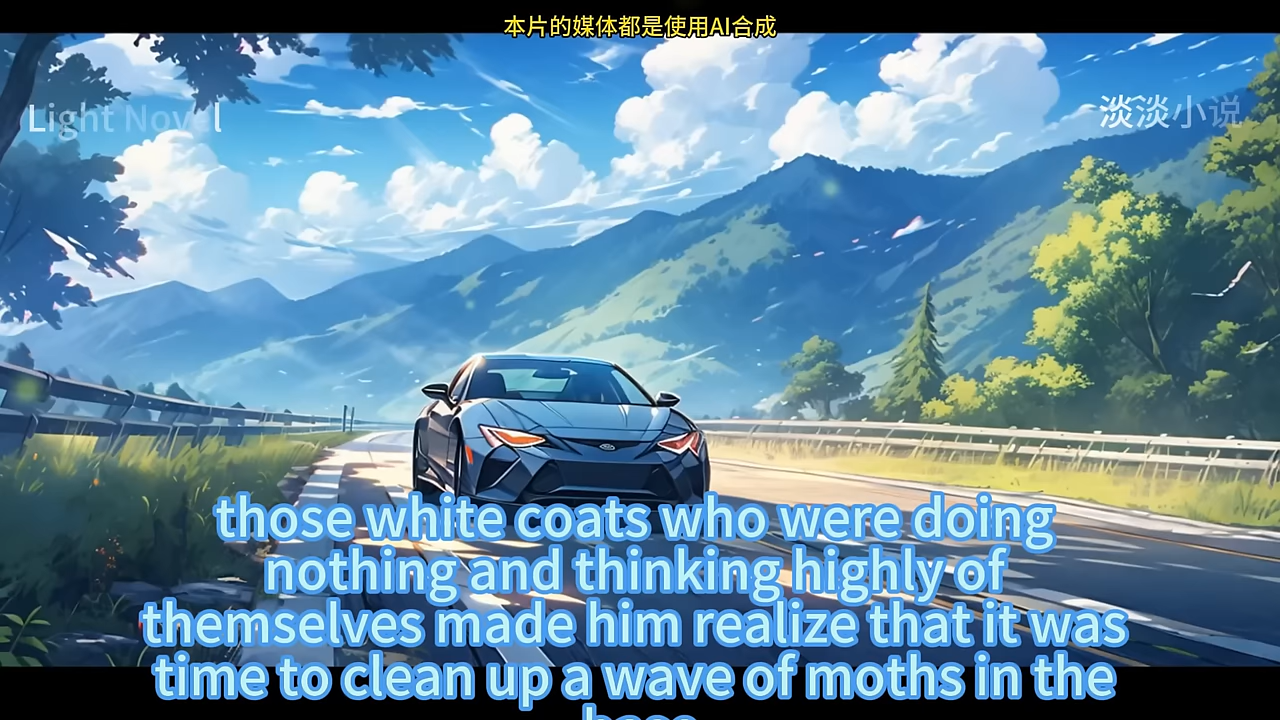 本片的媒体都是使用AI合成
Light Novel
淡淡小说
those white coats who were doing
nothing and thinking highly of
themselves made him realize that it was
time to clean up a wave of moths in the